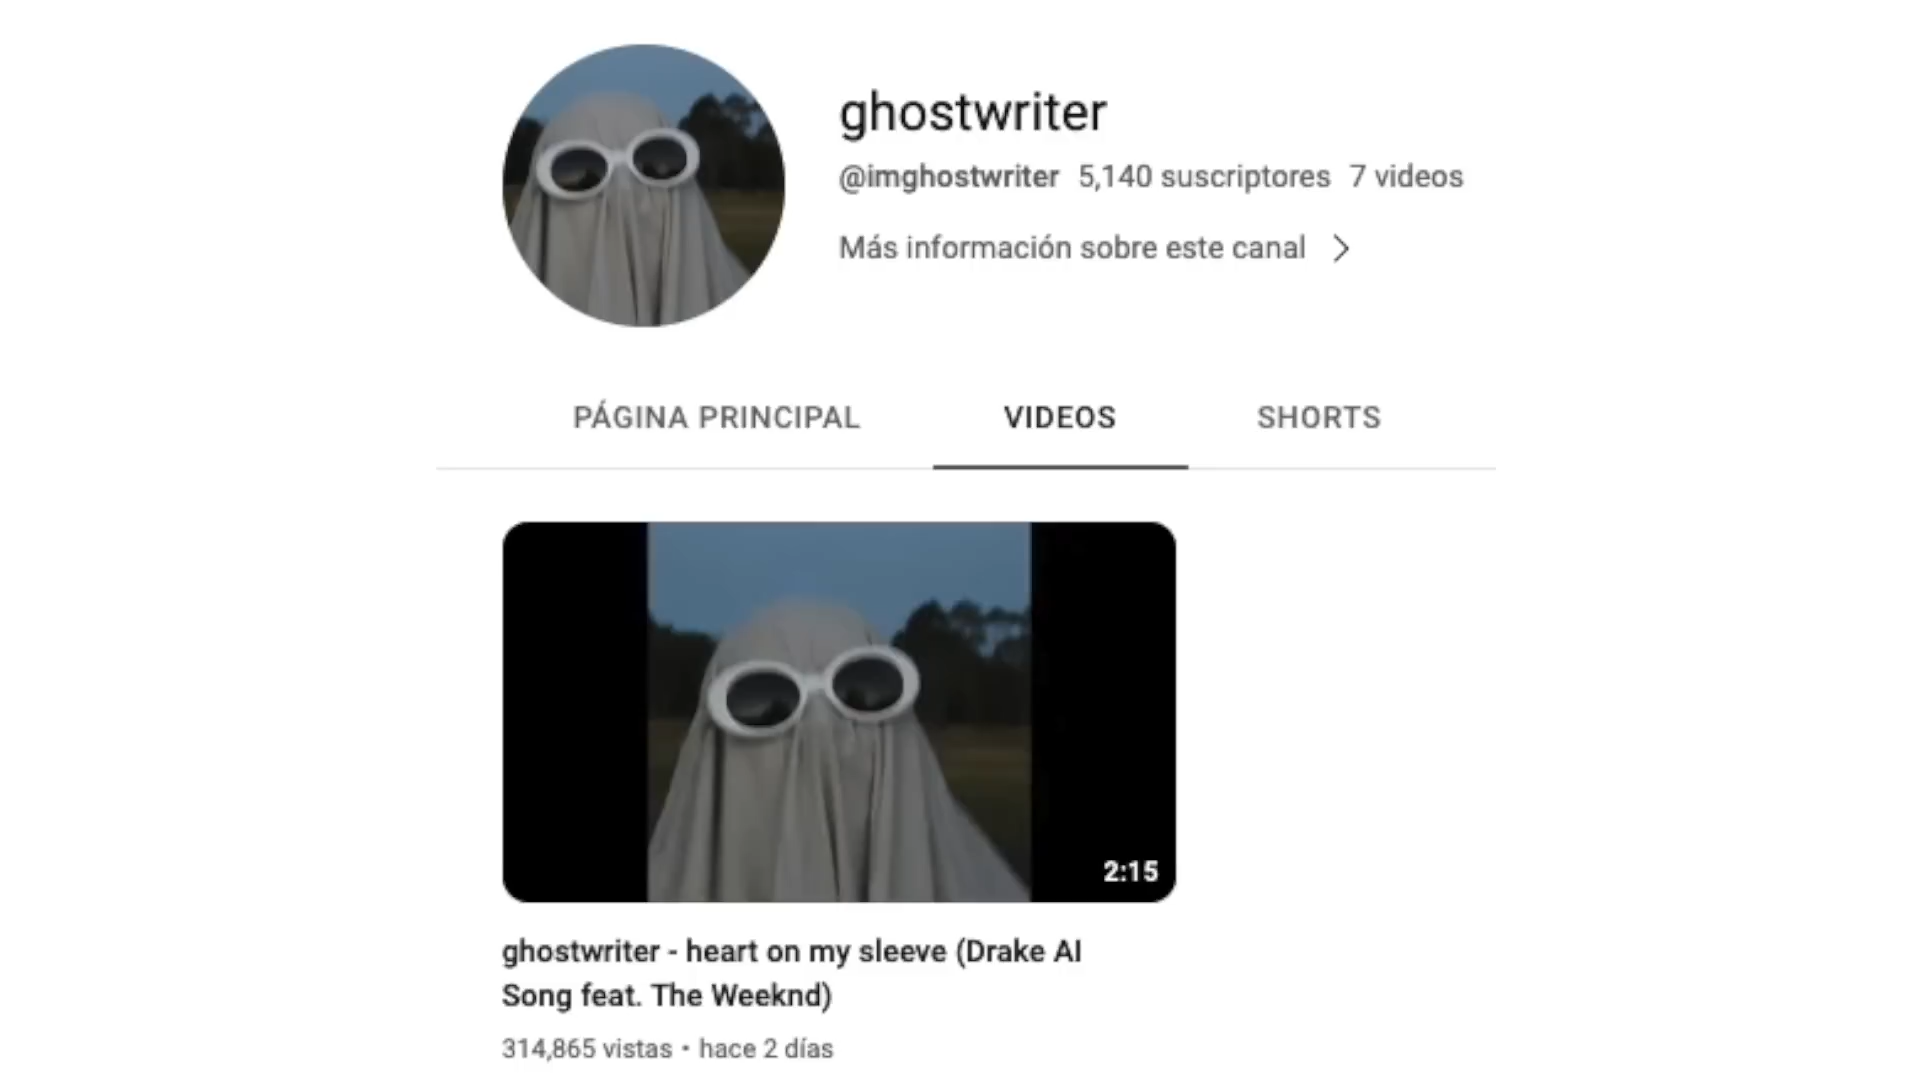 ghostwriter
@imghostwriter 5,140 suscriptores 7 videos
Más información sobre este canal
PÁGINA PRINCIPAL VIDEOS SHORTS
2:15
ghostwriter - heart on my sleeve (Drake AI
Song feat. The Weeknd)
314,865 vistas • hace 2 días